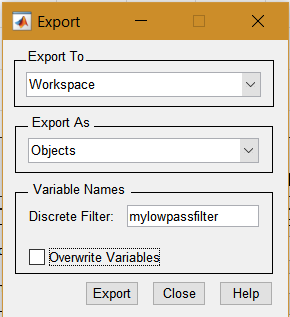 Export
Export To
Workspace
Export As
Objects
Variable Names
Discrete Filter: mylowpassfilter
Overwrite Variables
Export Close Help